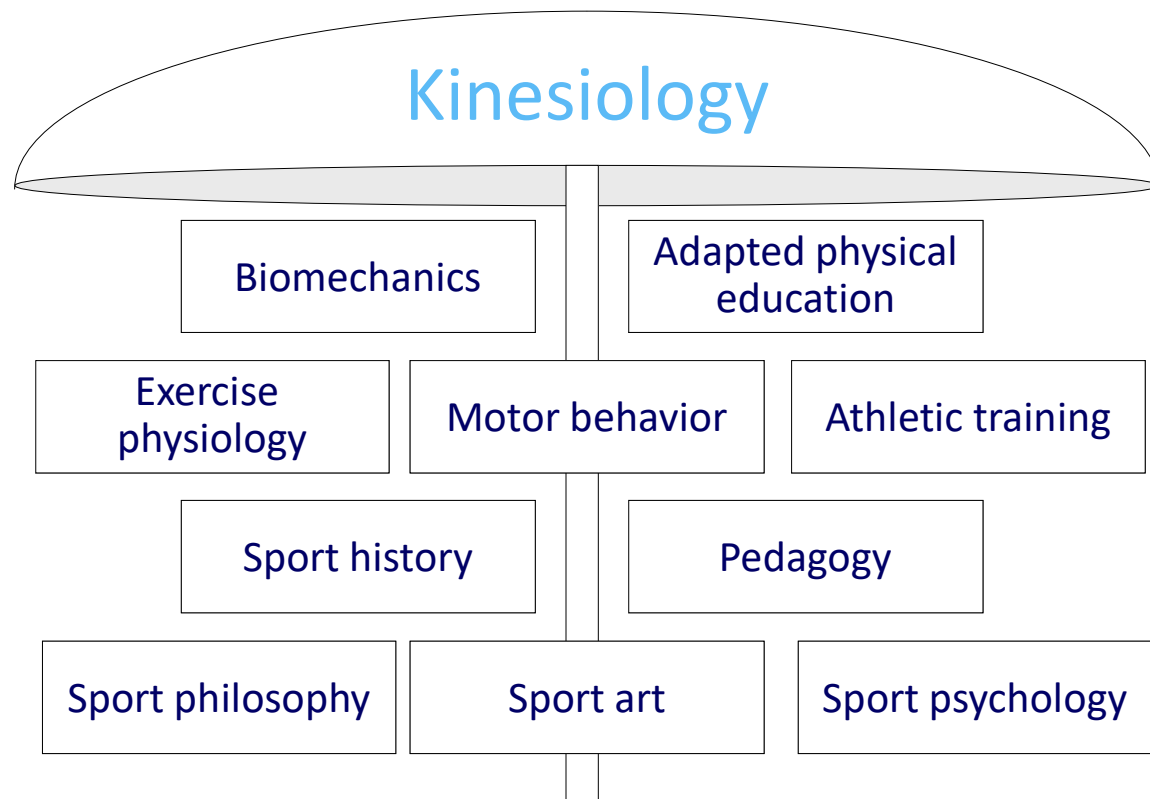 Kinesiology
Biomechanics
Adapted physical
education
Exercise
physiology
Motor behavior
Athletic training
Sport history
Pedagogy
Sport philosophy
Sport art
Sport psychology